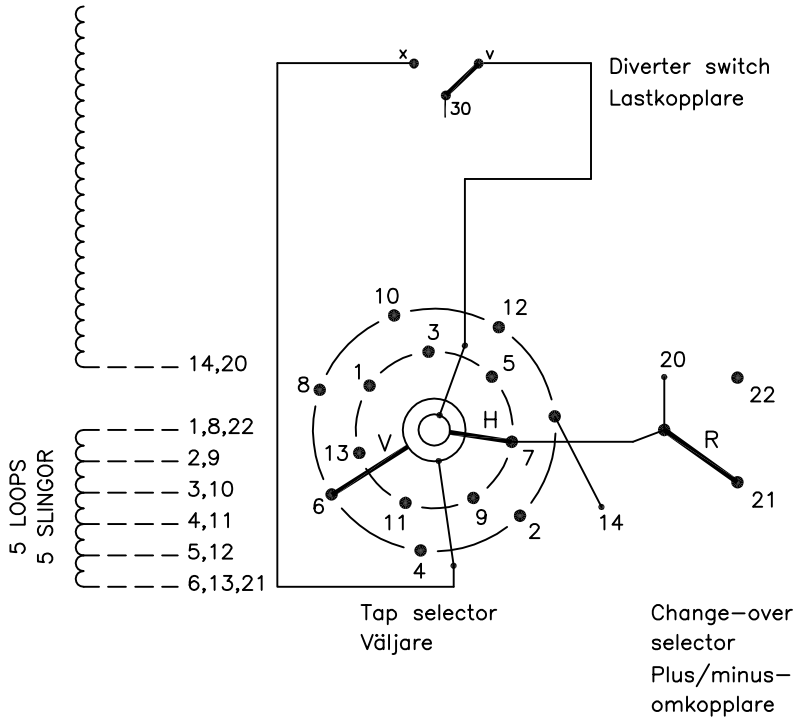 x
v
30
Diverter switch
Lastkopplare
10
12
3
8
1
5
14,20
20
22
1,8,22
H
R
V
13
7
2,9
5 LOOPS
5 SLINGOR
3,10
6
21
11
9
2
14
4,11
5,12
4
6,13,21
Tap selector
Väljare
Change-over
selector
Plus/minus-
omkopplare